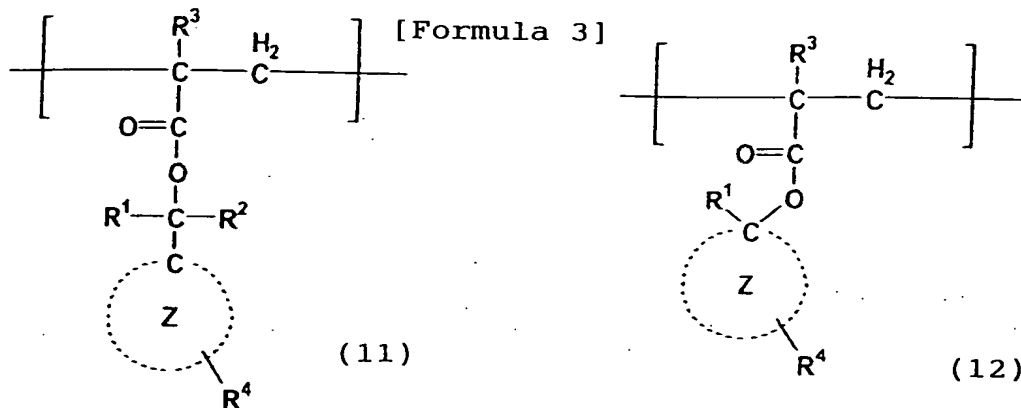 [Formula 3]
R³
H₂
C
C
O=C
O
R¹
C
R²
C
Z
R⁴
(11)
R³
H₂
C
C
O=C
R¹
O
C
Z
R⁴
(12)